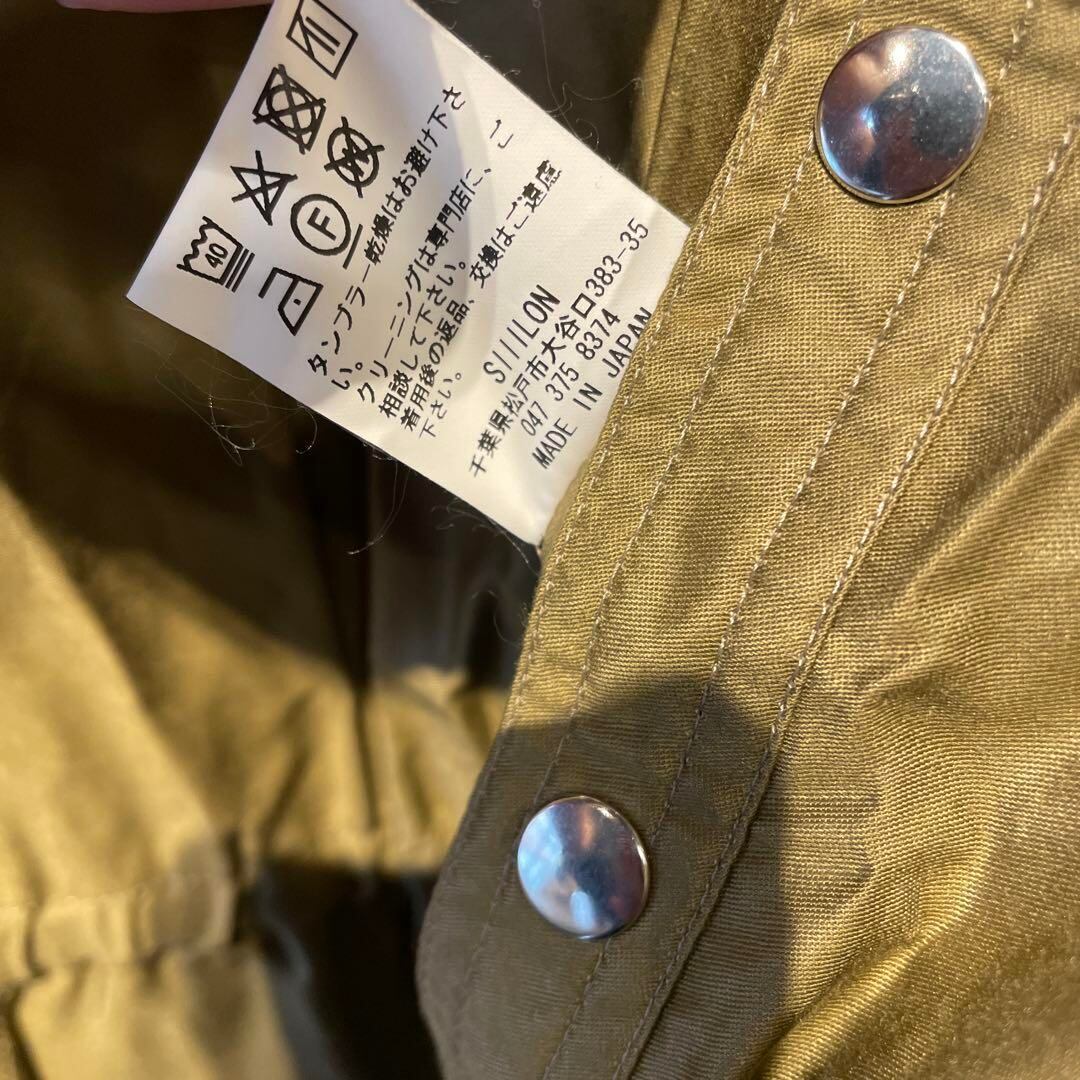 40
F
タンブラー乾燥はお避け下さ
い。
クリーニングは専門店に、ご
相談して下さい。
着用後の返品、交換はご遠慮
下さい。
SIIILON
千葉県松戸市大谷口383-35
047 375 8374
MADE IN JAPAN